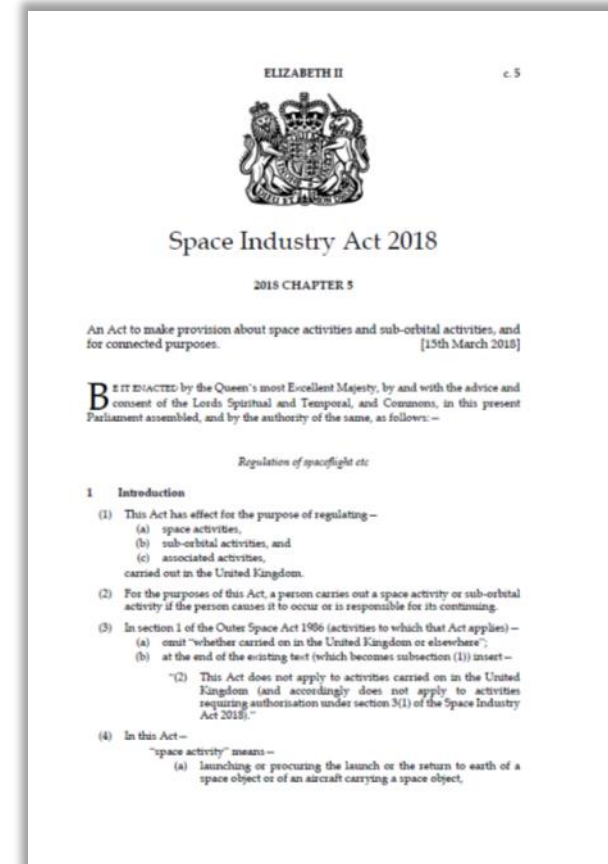 ELIZABETH II c. 5
Space Industry Act 2018
2018 CHAPTER 5
An Act to make provision about space activities and sub-orbital activities, and
for connected purposes. [15th March 2018]
BE IT ENACTED by the Queen's most Excellent Majesty, by and with the advice and
consent of the Lords Spiritual and Temporal, and Commons, in this present
Parliament assembled, and by the authority of the same, as follows:—
Regulation of spaceflight etc
1 Introduction
(1) This Act has effect for the purpose of regulating—
(a) space activities,
(b) sub-orbital activities, and
(c) associated activities,
carried out in the United Kingdom.
(2) For the purposes of this Act, a person carries out a space activity or sub-orbital
activity if the person causes it to occur or is responsible for its continuing.
(3) In section 1 of the Outer Space Act 1986 (activities to which that Act applies)—
(a) omit "whether carried on in the United Kingdom or elsewhere";
(b) at the end of the existing text (which becomes subsection (1)) insert—
"(2) This Act does not apply to activities carried on in the United
Kingdom (and accordingly does not apply to activities
requiring authorisation under section 3(1) of the Space Industry
Act 2018)."
(4) In this Act—
"space activity" means—
(a) launching or procuring the launch or the return to earth of a
space object or of an aircraft carrying a space object,